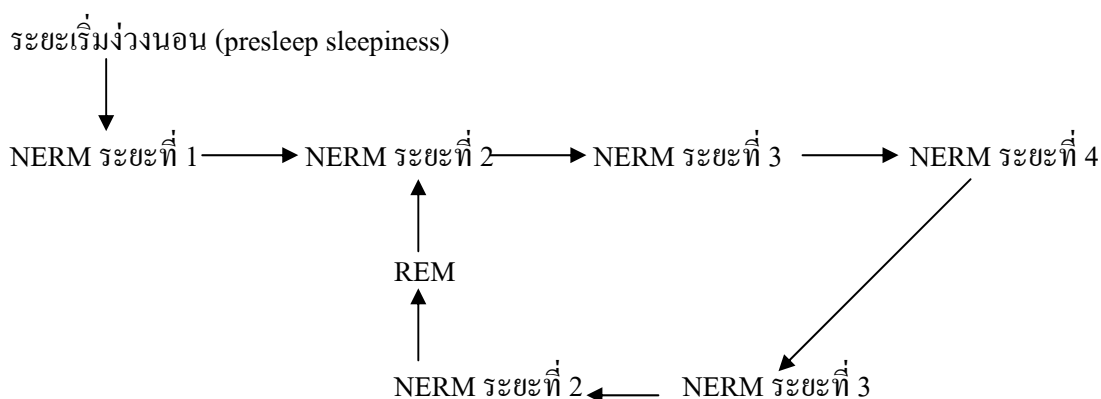 ระยะเริ่มง่วงนอน (presleep sleepiness)
NERM ระยะที่ 1 NERM ระยะที่ 2 NERM ระยะที่ 3 NERM ระยะที่ 4
REM
NERM ระยะที่ 2 NERM ระยะที่ 3